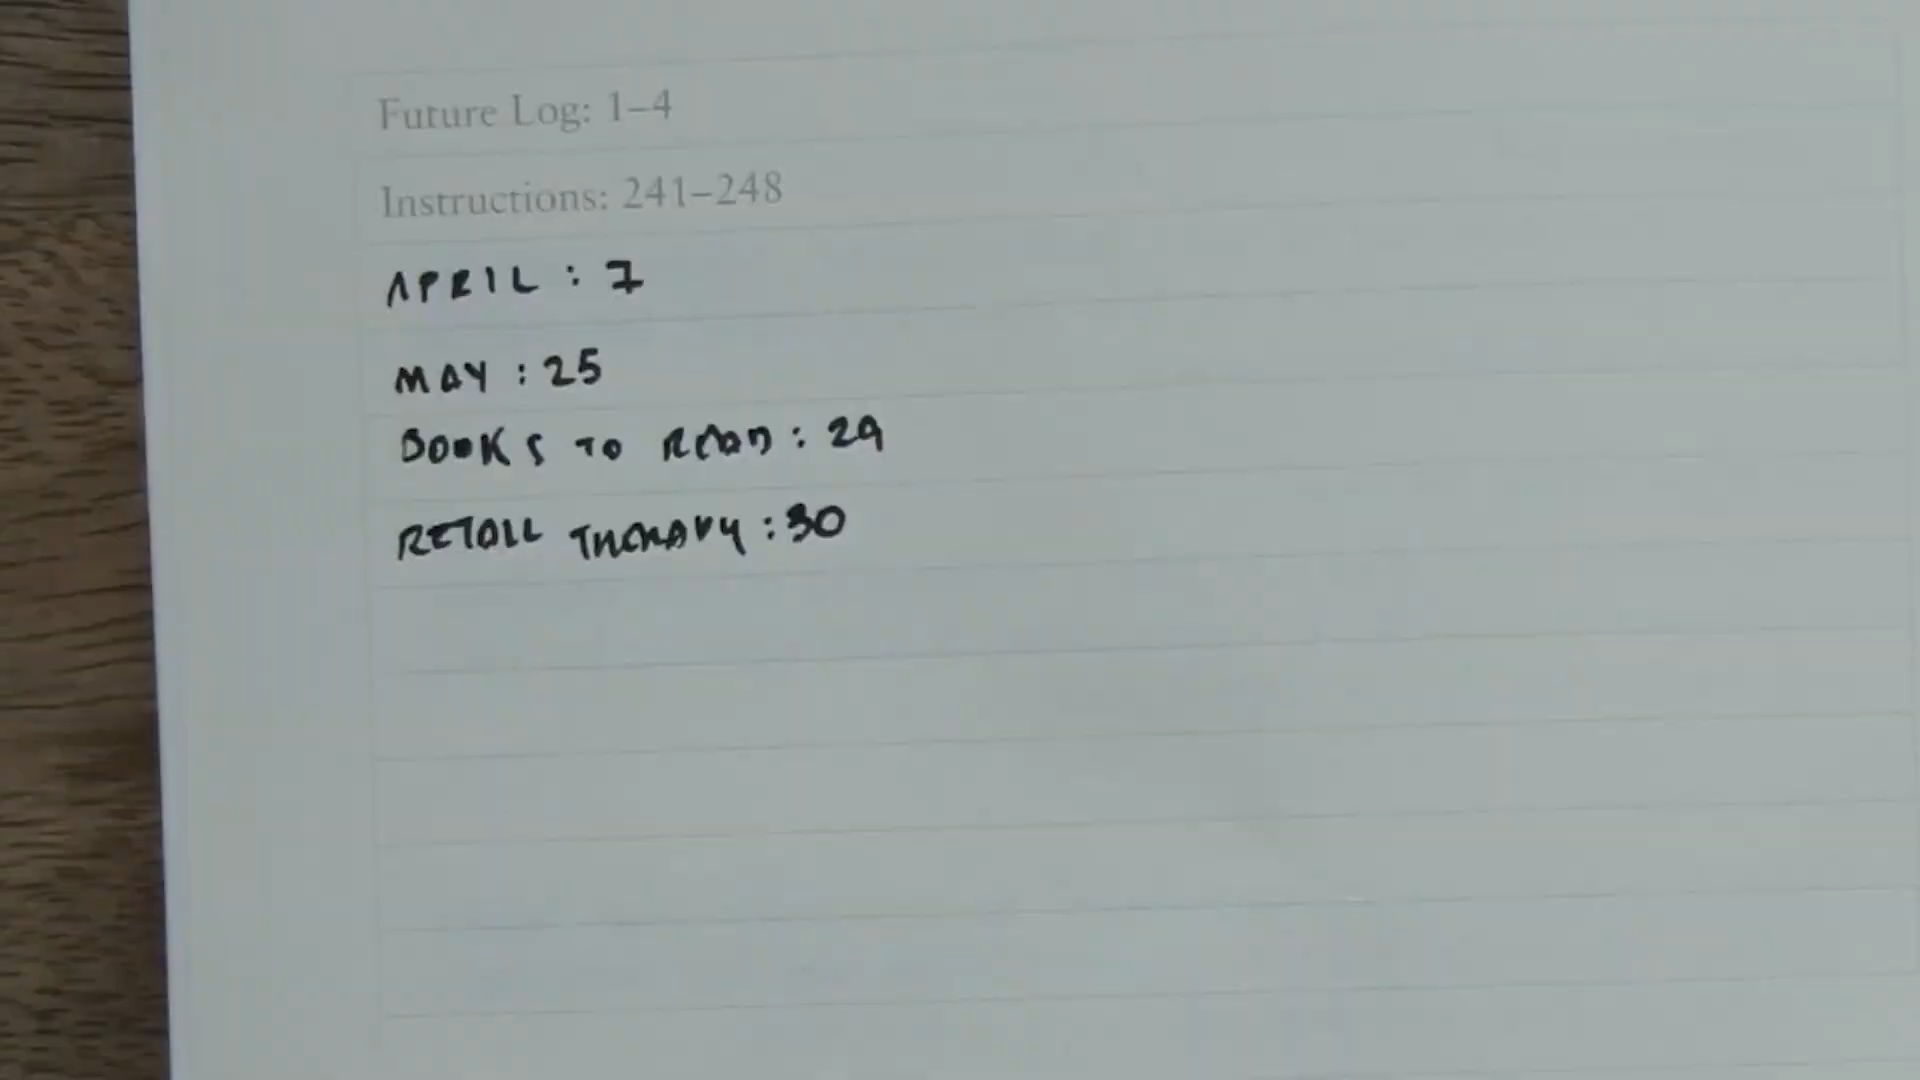 Future Log: 1–4
Instructions: 241–248
APRIL : 7
MAY : 25
BOOKS TO READ : 29
RETAIL THERAPY : 30